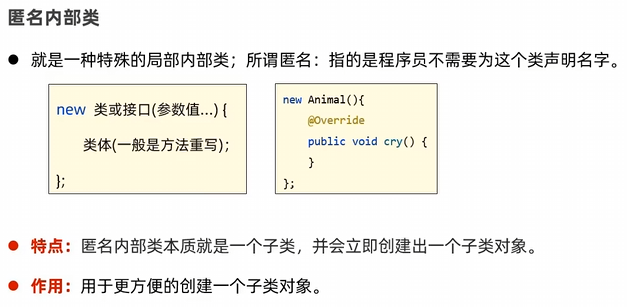 匿名内部类
● 就是一种特殊的局部内部类；所谓匿名：指的是程序员不需要为这个类声明名字。
new 类或接口(参数值…) {
类体(一般是方法重写);
};
new Animal(){
@Override
public void cry() {
}
};
● 特点：匿名内部类本质就是一个子类，并会立即创建出一个子类对象。
● 作用：用于更方便的创建一个子类对象。